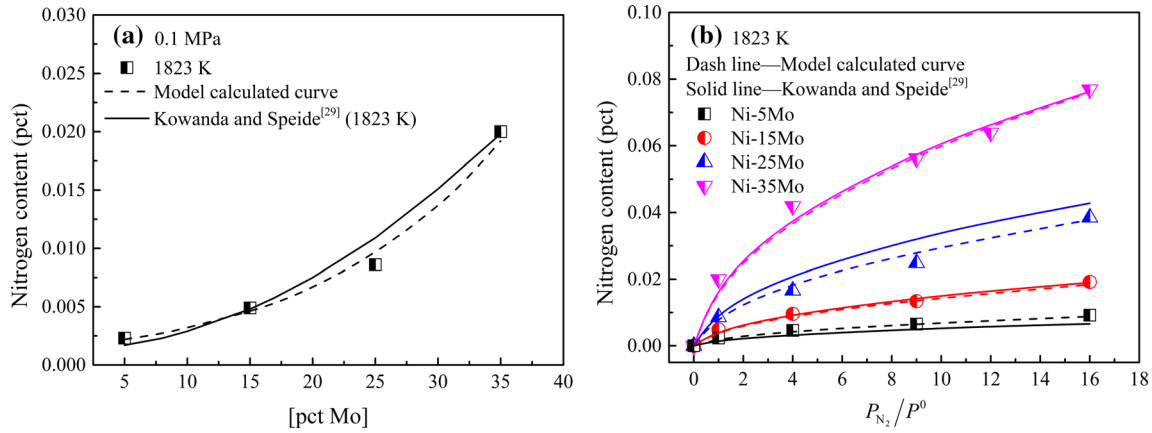 (a) 0.1 MPa
1823 K
Model calculated curve
Kowanda and Speide[29] (1823 K)
Nitrogen content (pct)
0.030
0.025
0.020
0.015
0.010
0.005
0.000
5 10 15 20 25 30 35 40
[pct Mo]
(b) 1823 K
Dash line—Model calculated curve
Solid line—Kowanda and Speide[29]
Ni-5Mo
Ni-15Mo
Ni-25Mo
Ni-35Mo
Nitrogen content (pct)
0.10
0.08
0.06
0.04
0.02
0.00
0 2 4 6 8 10 12 14 16 18
P_N2/P^0